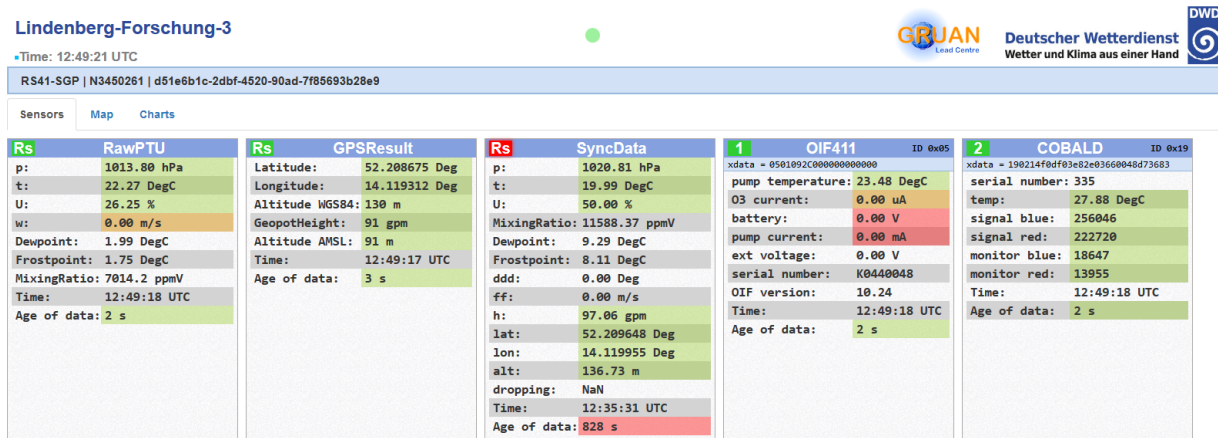 Lindenberg-Forschung-3
Time: 12:49:21 UTC
GRUAN
Lead Centre
Deutscher Wetterdienst
Wetter und Klima aus einer Hand
DWD
RS41-SGP | N3450261 | d51e6b1c-2dbf-4520-90ad-7f85693b28e9
Sensors Map Charts
Rs RawPTU
p: 1013.80 hPa
t: 22.27 DegC
U: 26.25 %
w: 0.00 m/s
Dewpoint: 1.99 DegC
Frostpoint: 1.75 DegC
MixingRatio: 7014.2 ppmV
Time: 12:49:18 UTC
Age of data: 2 s
Rs GPSResult
Latitude: 52.208675 Deg
Longitude: 14.119312 Deg
Altitude WGS84: 130 m
GeopotHeight: 91 gpm
Altitude AMSL: 91 m
Time: 12:49:17 UTC
Age of data: 3 s
Rs SyncData
p: 1020.81 hPa
t: 19.99 DegC
U: 50.00 %
MixingRatio: 11588.37 ppmV
Dewpoint: 9.29 DegC
Frostpoint: 8.11 DegC
ddd: 0.00 Deg
ff: 0.00 m/s
h: 97.06 gpm
lat: 52.209648 Deg
lon: 14.119955 Deg
alt: 136.73 m
dropping: NaN
Time: 12:35:31 UTC
Age of data: 828 s
1 OIF411 ID 0x05
xdata = 0501092C000000000000
pump temperature: 23.48 DegC
O3 current: 0.00 uA
battery: 0.00 V
pump current: 0.00 mA
ext voltage: 0.00 V
serial number: K0440048
OIF version: 10.24
Time: 12:49:18 UTC
Age of data: 2 s
2 COBALD ID 0x19
xdata = 190214f0df03e82e03660048d73683
serial number: 335
temp: 27.88 DegC
signal blue: 256046
signal red: 222720
monitor blue: 18647
monitor red: 13955
Time: 12:49:18 UTC
Age of data: 2 s